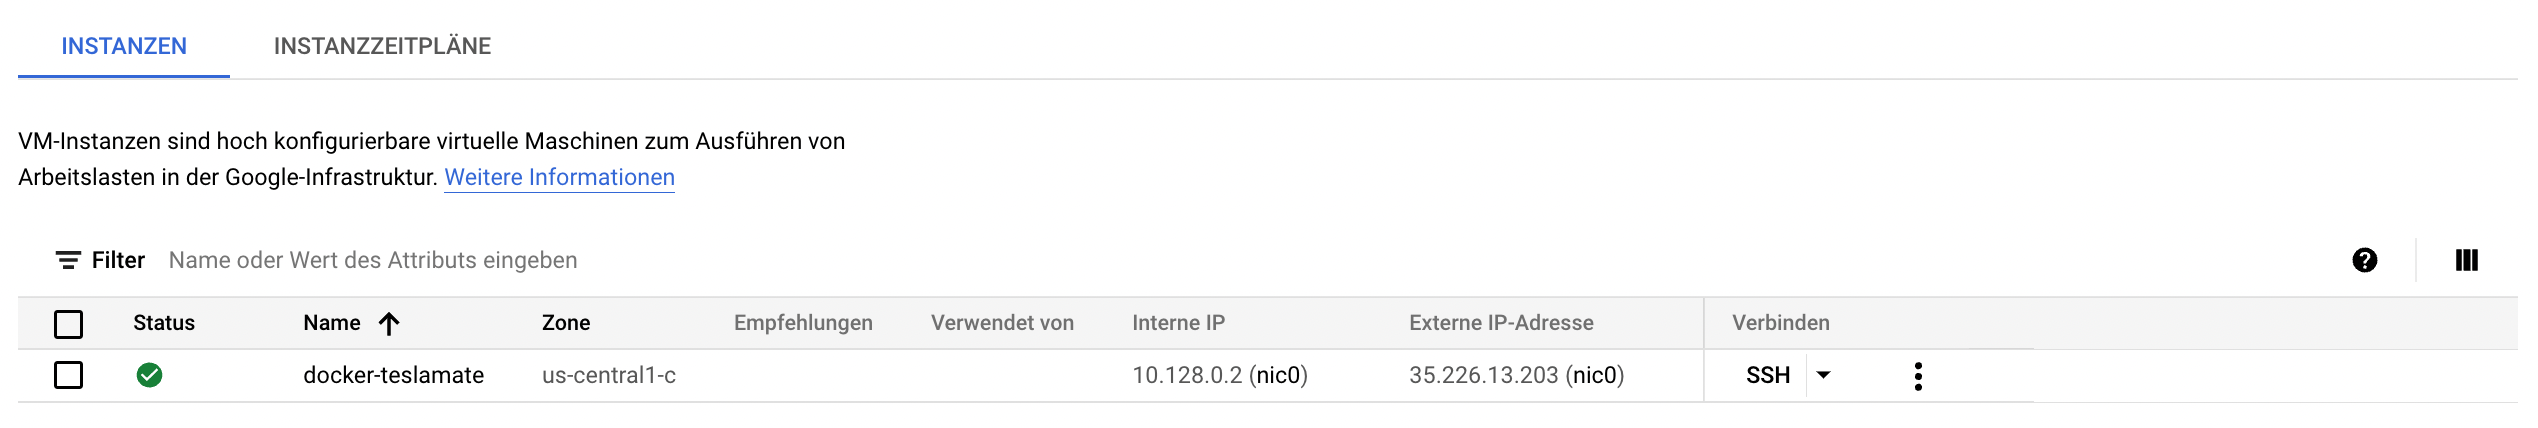 INSTANZEN INSTANZZEITPLÄNE
VM-Instanzen sind hoch konfigurierbare virtuelle Maschinen zum Ausführen von
Arbeitslasten in der Google-Infrastruktur. Weitere Informationen
Filter Name oder Wert des Attributs eingeben
Status Name Zone Empfehlungen Verwendet von Interne IP Externe IP-Adresse Verbinden
docker-teslamate us-central1-c 10.128.0.2 (nic0) 35.226.13.203 (nic0) SSH